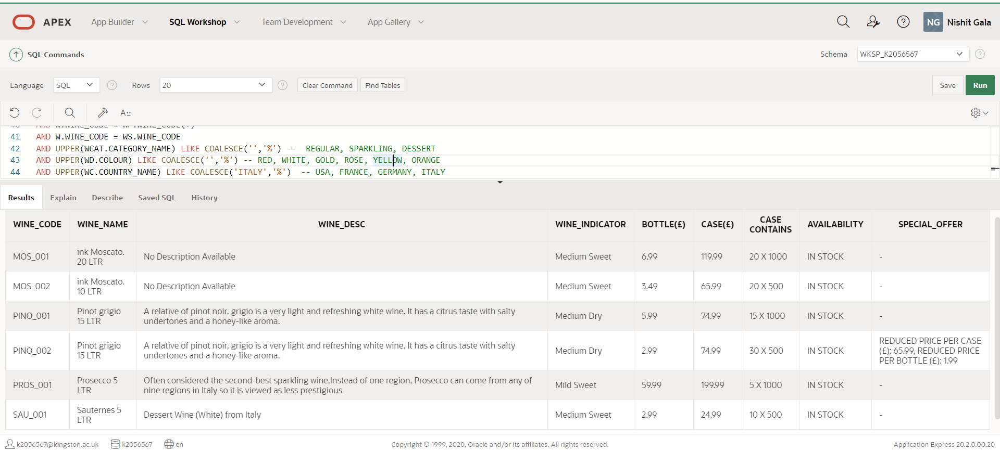 APEX App Builder SQL Workshop Team Development App Gallery NG Nishit Gala
SQL Commands Schema WKSP_K2056567
Language SQL Rows 20 Clear Command Find Tables Save Run
41 AND W.WINE_CODE = WS.WINE_CODE
42 AND UPPER(WCAT.CATEGORY_NAME) LIKE COALESCE('','%') -- REGULAR, SPARKLING, DESSERT
43 AND UPPER(WD.COLOUR) LIKE COALESCE('','%') -- RED, WHITE, GOLD, ROSE, YELLOW, ORANGE
44 AND UPPER(WC.COUNTRY_NAME) LIKE COALESCE('ITALY','%') -- USA, FRANCE, GERMANY, ITALY
Results Explain Describe Saved SQL History
WINE_CODE WINE_NAME WINE_DESC WINE_INDICATOR BOTTLE(£) CASE(£) CASE CONTAINS AVAILABILITY SPECIAL_OFFER
MOS_001 ink Moscato. 20 LTR No Description Available Medium Sweet 6.99 119.99 20 X 1000 IN STOCK -
MOS_002 ink Moscato. 10 LTR No Description Available Medium Sweet 3.49 65.99 20 X 500 IN STOCK -
PINO_001 Pinot grigio 15 LTR A relative of pinot noir, grigio is a very light and refreshing white wine. It has a citrus taste with salty undertones and a honey-like aroma. Medium Dry 5.99 74.99 15 X 1000 IN STOCK -
PINO_002 Pinot grigio 15 LTR A relative of pinot noir, grigio is a very light and refreshing white wine. It has a citrus taste with salty undertones and a honey-like aroma. Medium Dry 2.99 74.99 30 X 500 IN STOCK REDUCED PRICE PER CASE (£): 65.99, REDUCED PRICE PER BOTTLE (£): 1.99
PROS_001 Prosecco 5 LTR Often considered the second-best sparkling wine,Instead of one region, Prosecco can come from any of nine regions in Italy so it is viewed as less prestigious Mild Sweet 59.99 199.99 5 X 1000 IN STOCK -
SAU_001 Sauternes 5 LTR Dessert Wine (White) from Italy Medium Sweet 2.99 24.99 10 X 500 IN STOCK -
k2056567@kingston.ac.uk k2056567 en Copyright © 1999, 2020, Oracle and/or its affiliates. All rights reserved. Application Express 20.2.0.00.20